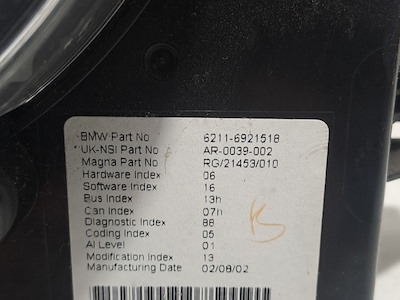 BMW Part No 6211-6921518
UK-NSI Part No AR-0039-002
Magna Part No RG/21453/010
Hardware Index 06
Software Index 16
Bus Index 13h
Can Index 07h
Diagnostic Index 88
Coding Index 05
AI Level 01
Modification Index 13
Manufacturing Date 02/08/02